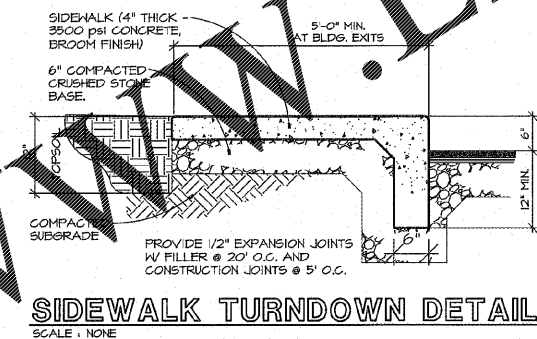 SIDEWALK (4" THICK -
3500 psi CONCRETE,
BROOM FINISH)
5'-0" MIN.
AT BLDG. EXITS
6" COMPACTED
CRUSHED STONE
BASE.
6"
12" MIN.
COMPACTED
SUBGRADE
6"
PROVIDE 1/2" EXPANSION JOINTS
W/ FILLER @ 20' O.C. AND
CONSTRUCTION JOINTS @ 5' O.C.
SIDEWALK TURNDOWN DETAIL
SCALE : NONE